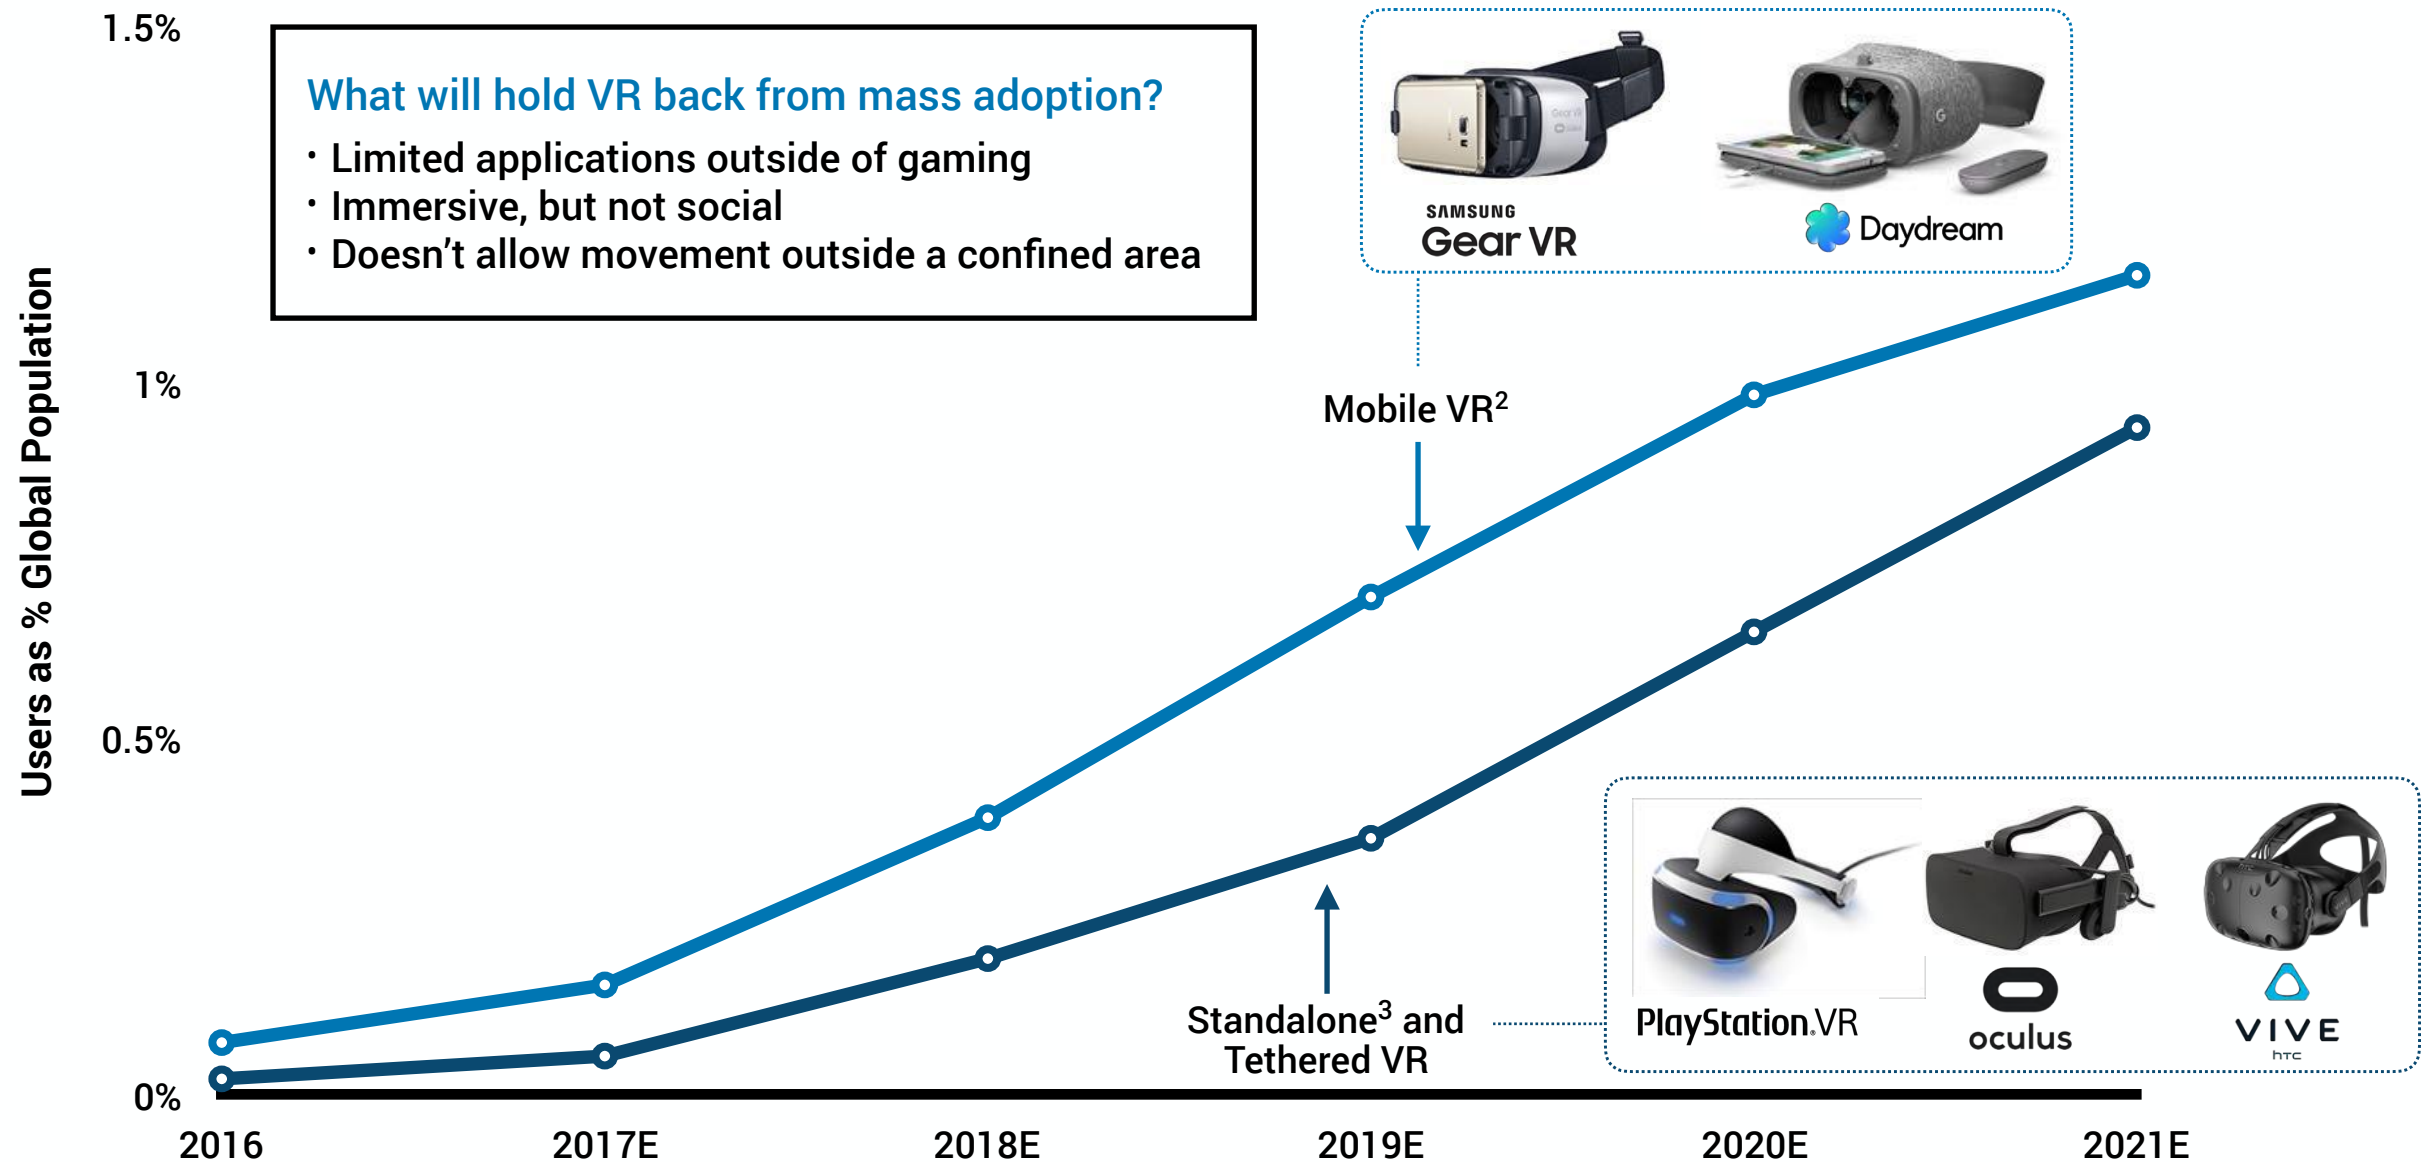 1.5%
What will hold VR back from mass adoption?
• Limited applications outside of gaming
• Immersive, but not social
• Doesn't allow movement outside a confined area
SAMSUNG
Gear VR
Daydream
Users as % Global Population
1%
Mobile VR²
0.5%
Standalone³ and
Tethered VR
PlayStation.VR
oculus
VIVE
hTC
0%
2016
2017E
2018E
2019E
2020E
2021E